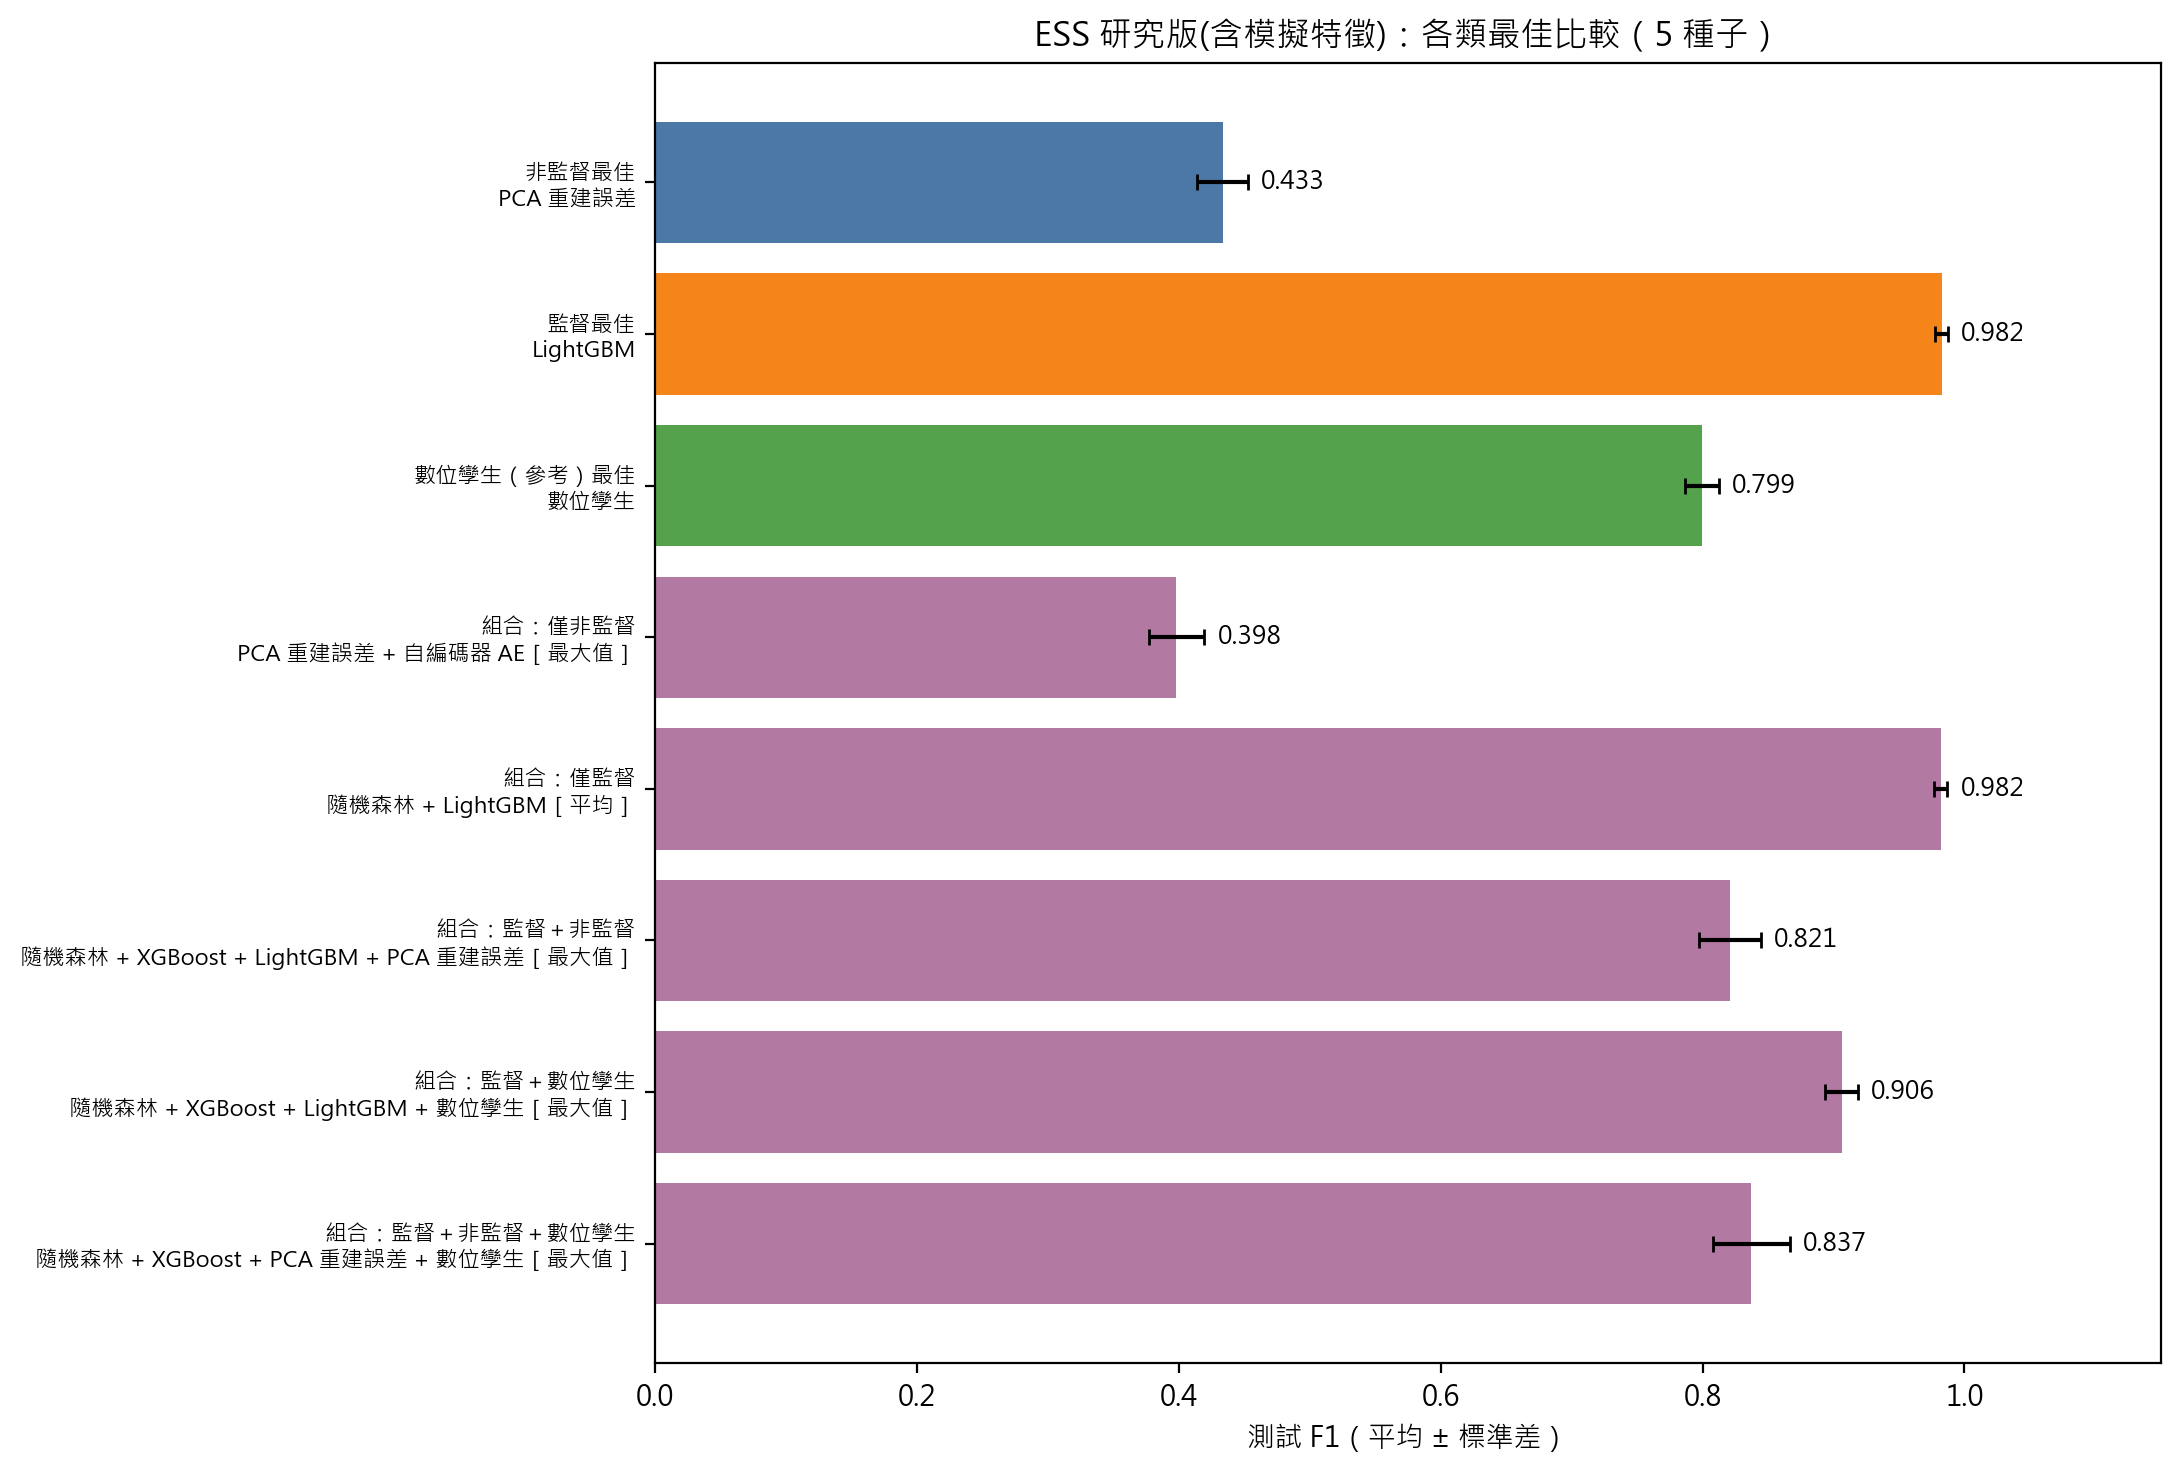 ESS 研究版(含模擬特徵)：各類最佳比較（5 種子）
非監督最佳
PCA 重建誤差
0.433
監督最佳
LightGBM
0.982
數位孿生（參考）最佳
數位孿生
0.799
組合：僅非監督
PCA 重建誤差 + 自編碼器 AE［最大值］
0.398
組合：僅監督
隨機森林 + LightGBM［平均］
0.982
組合：監督＋非監督
隨機森林 + XGBoost + LightGBM + PCA 重建誤差［最大值］
0.821
組合：監督＋數位孿生
隨機森林 + XGBoost + LightGBM + 數位孿生［最大值］
0.906
組合：監督＋非監督＋數位孿生
隨機森林 + XGBoost + PCA 重建誤差 + 數位孿生［最大值］
0.837
0.0 0.2 0.4 0.6 0.8 1.0
測試 F1（平均 ± 標準差）